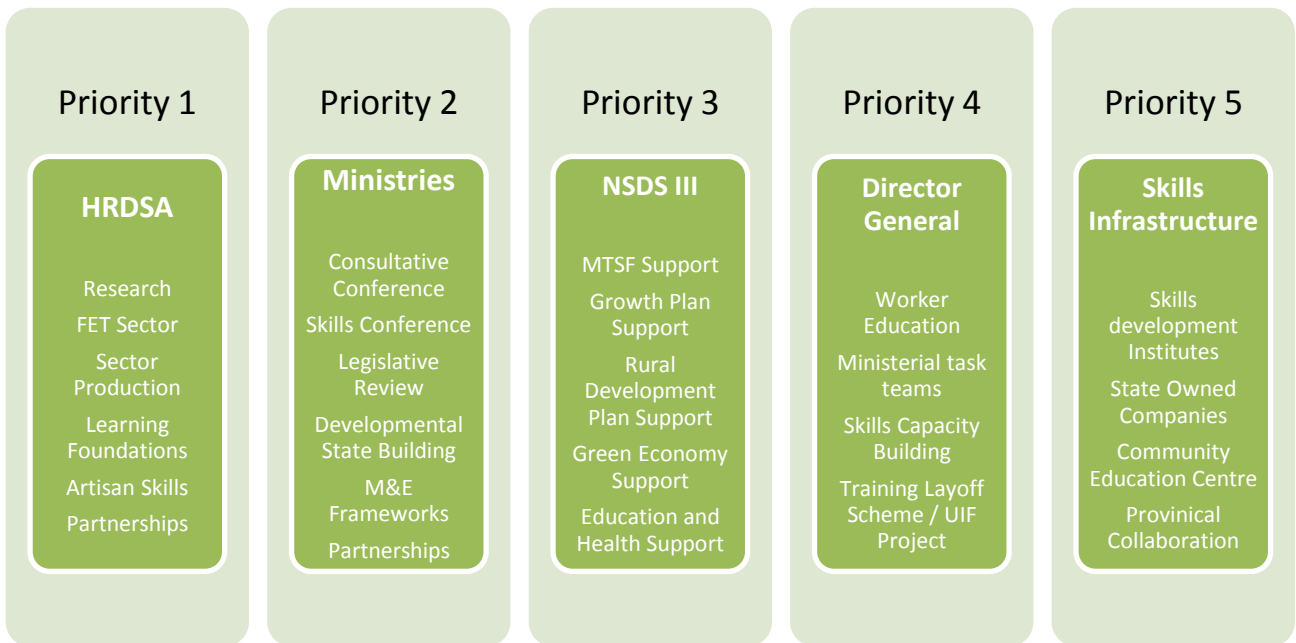 Priority 1
HRDSA
Research
FET Sector
Sector
Production
Learning
Foundations
Artisan Skills
Partnerships
Priority 2
Ministries
Consultative
Conference
Skills Conference
Legislative
Review
Developmental
State Building
M&E
Frameworks
Partnerships
Priority 3
NSDS III
MTSF Support
Growth Plan
Support
Rural
Development
Plan Support
Green Economy
Support
Education and
Health Support
Priority 4
Director
General
Worker
Education
Ministerial task
teams
Skills Capacity
Building
Training Layoff
Scheme / UIF
Project
Priority 5
Skills
Infrastructure
Skills
development
Institutes
State Owned
Companies
Community
Education Centre
Provinical
Collaboration